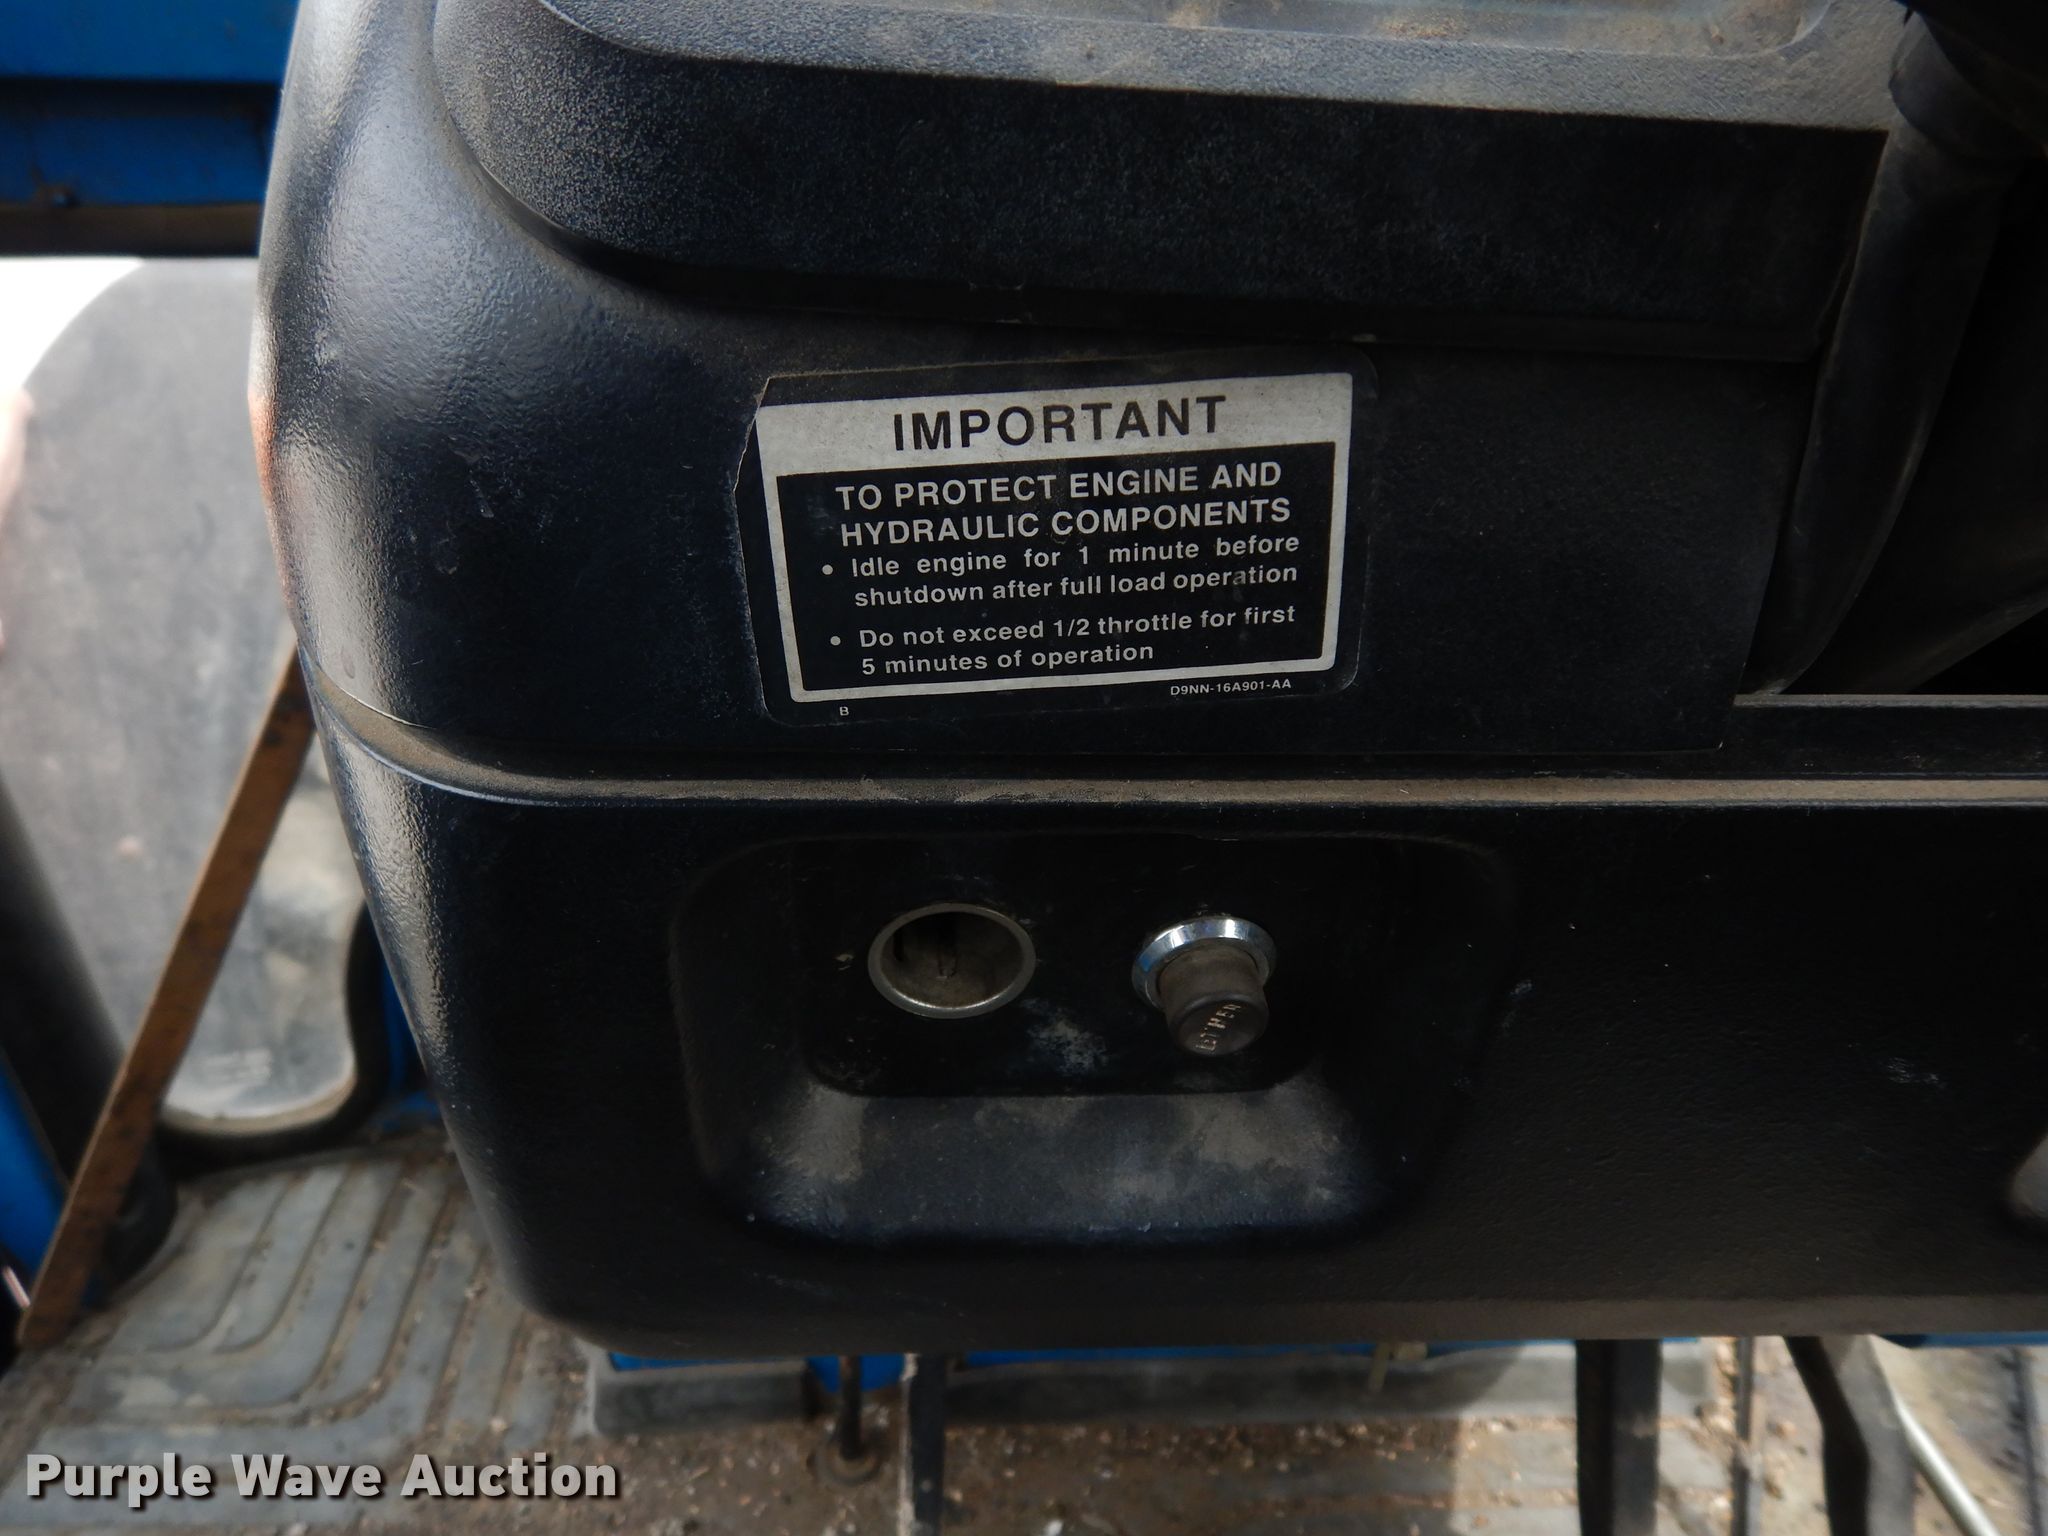 IMPORTANT
TO PROTECT ENGINE AND
HYDRAULIC COMPONENTS
• Idle engine for 1 minute before
shutdown after full load operation
• Do not exceed 1/2 throttle for first
5 minutes of operation
D9NN-16A901-AA
B
ETHER
Purple Wave Auction